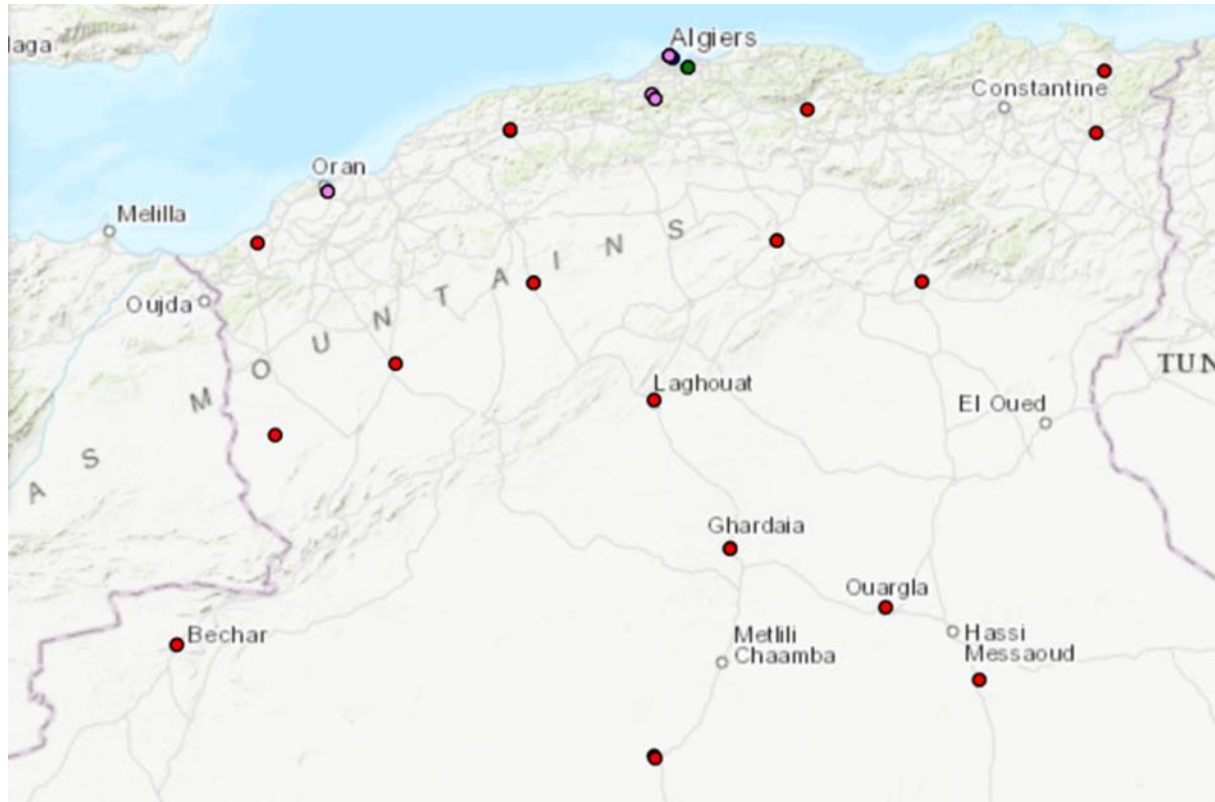 laga
Algiers
Constantine
Oran
Melilla
Oujda
A S M O U N T A I N S
Laghouat
TUN
El Oued
Ghardaia
Ouargla
Bechar
Metlili
Chaamba
Hassi
Messaoud